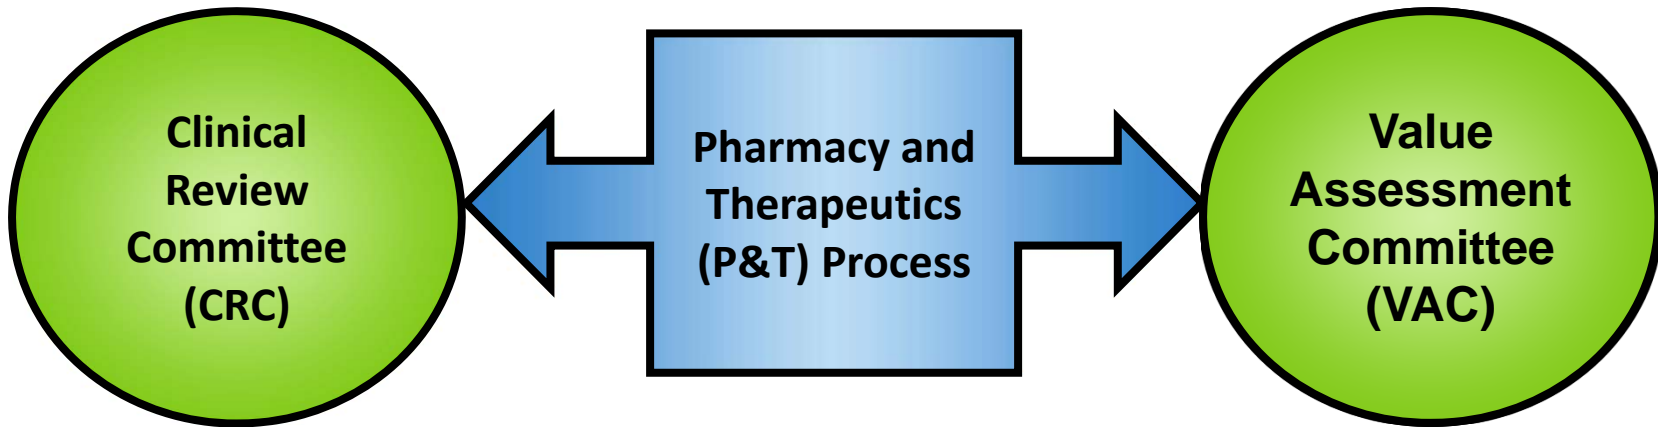 Clinical
Review
Committee
(CRC)
Pharmacy and
Therapeutics
(P&T) Process
Value
Assessment
Committee
(VAC)